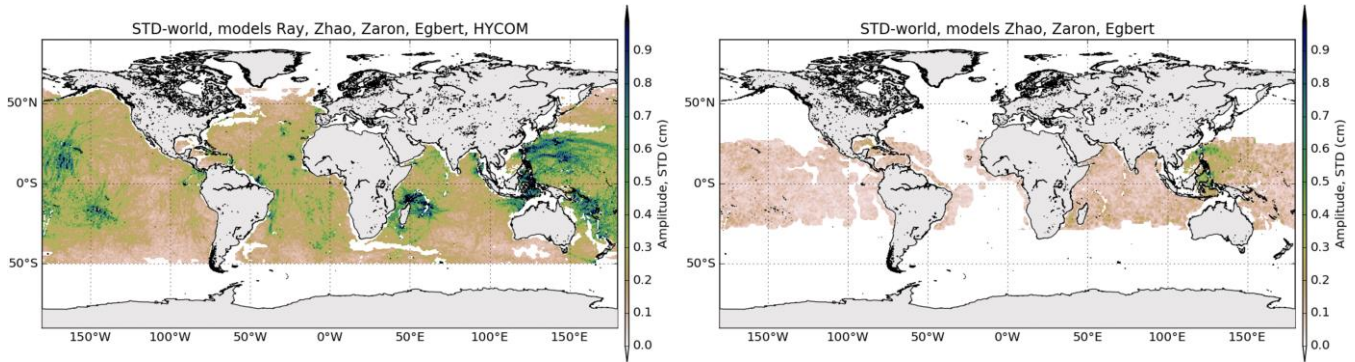 STD-world, models Ray, Zhao, Zaron, Egbert, HYCOM
50°N
0°S
50°S
150°W 100°W 50°W 0°W 50°E 100°E 150°E
0.9
0.8
0.7
0.6
0.5
0.4
0.3
0.2
0.1
0.0
Amplitude, STD (cm)
STD-world, models Zhao, Zaron, Egbert
50°N
0°S
50°S
150°W 100°W 50°W 0°W 50°E 100°E 150°E
0.9
0.8
0.7
0.6
0.5
0.4
0.3
0.2
0.1
0.0
Amplitude, STD (cm)